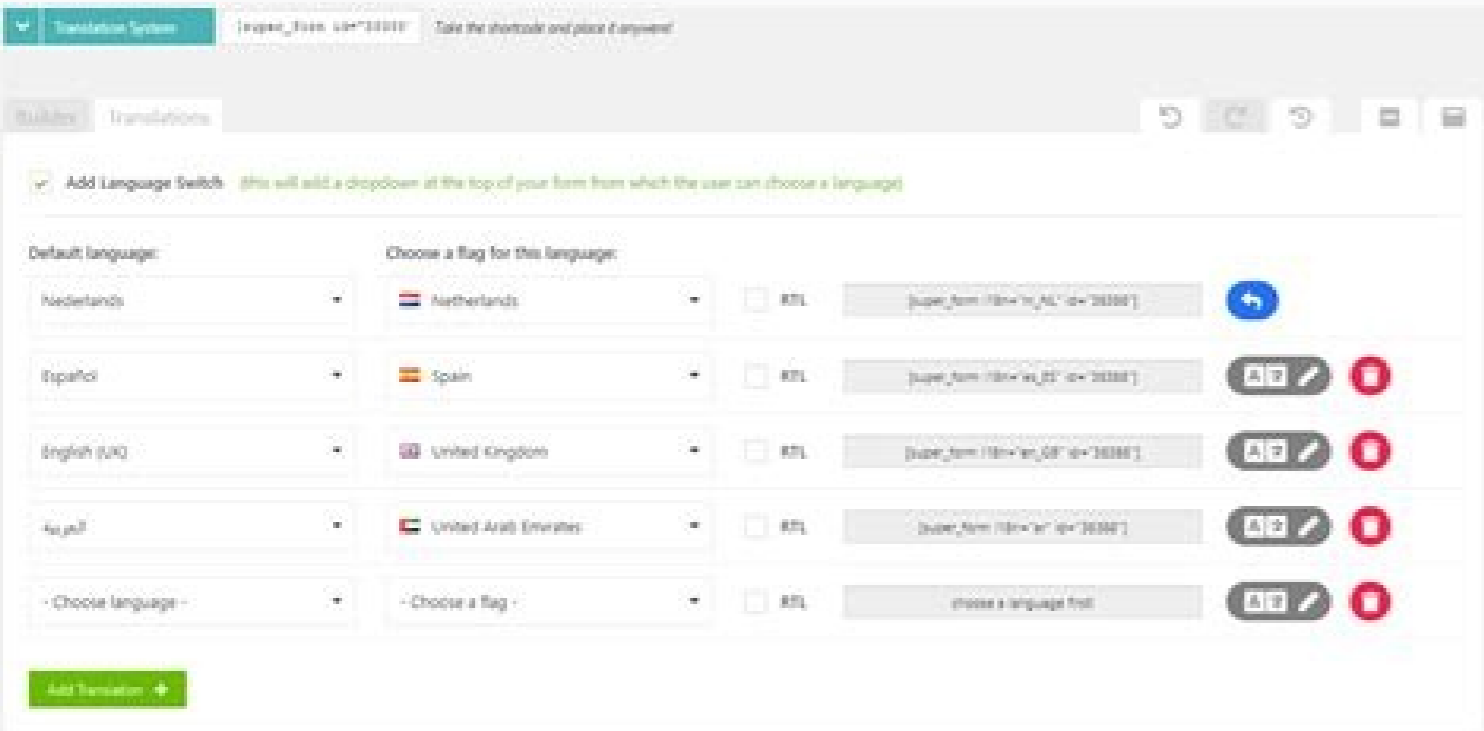 Translation System
Take the shortcode and place it anywhere!
Builder Translations
Add Language Switch (this will add a dropdown at the top of your form from which the user can choose a language)
Default language: Choose a flag for this language:
Nederlands Netherlands RTL
Español Spain RTL
English (UK) United Kingdom RTL
العربية United Arab Emirates RTL
- Choose language - - Choose a flag - RTL choose a language first
Add Translation +